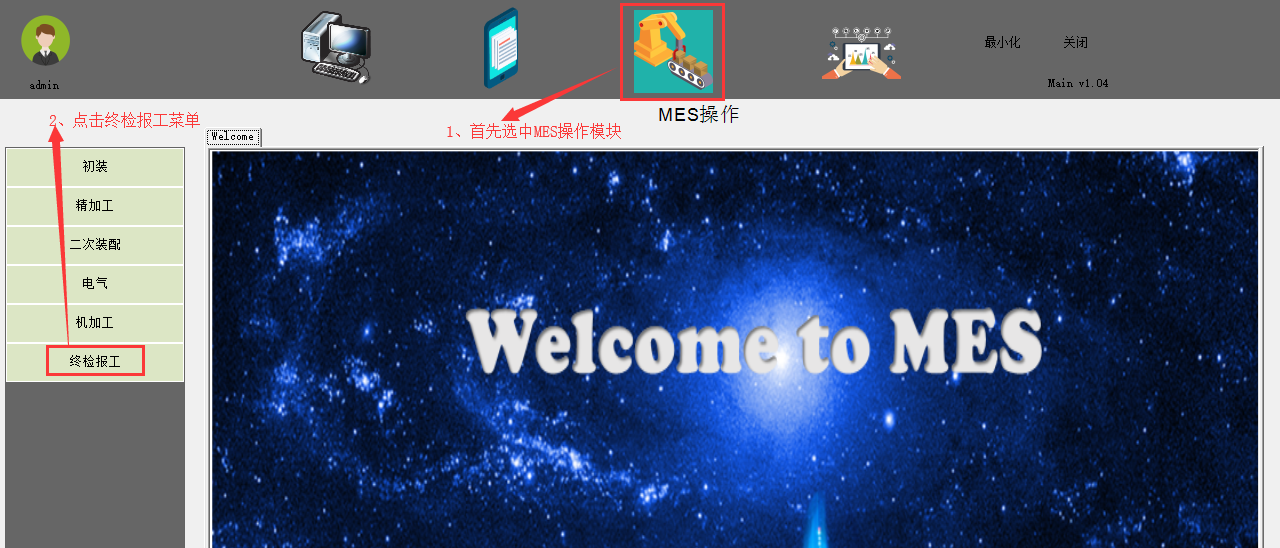 最小化
关闭
admin
Main v1.04
MES操作
2、点击终检报工菜单
1、首先选中MES操作模块
Welcome
初装
精加工
二次装配
电气
机加工
终检报工
Welcome to MES